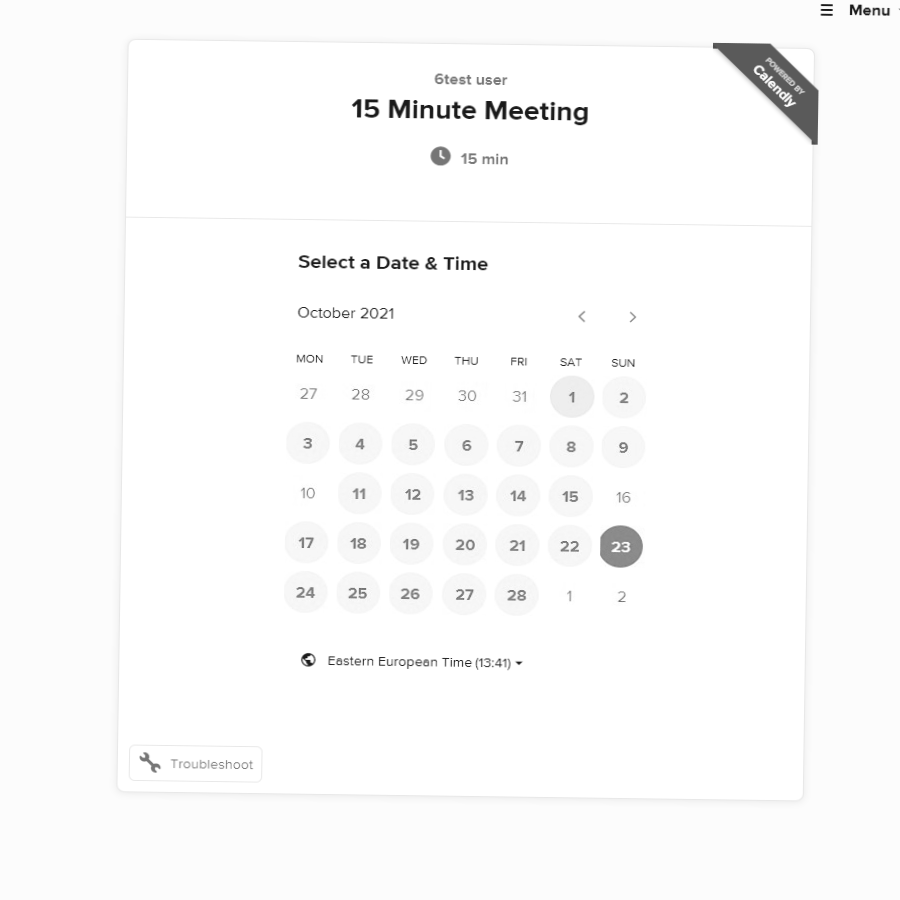 Menu
POWERED BY
Calendly
6test user
15 Minute Meeting
15 min
Select a Date & Time
October 2021
MON TUE WED THU FRI SAT SUN
27 28 29 30 31 1 2
3 4 5 6 7 8 9
10 11 12 13 14 15 16
17 18 19 20 21 22 23
24 25 26 27 28 1 2
Eastern European Time (13:41)
Troubleshoot